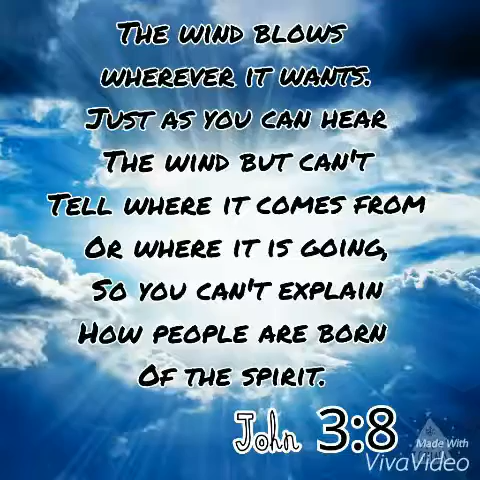 The wind blows
wherever it wants.
Just as you can hear
The wind but can't
Tell where it comes from
Or where it is going,
So you can't explain
How people are born
Of the spirit.
John 3:8
Made With
VivaVideo